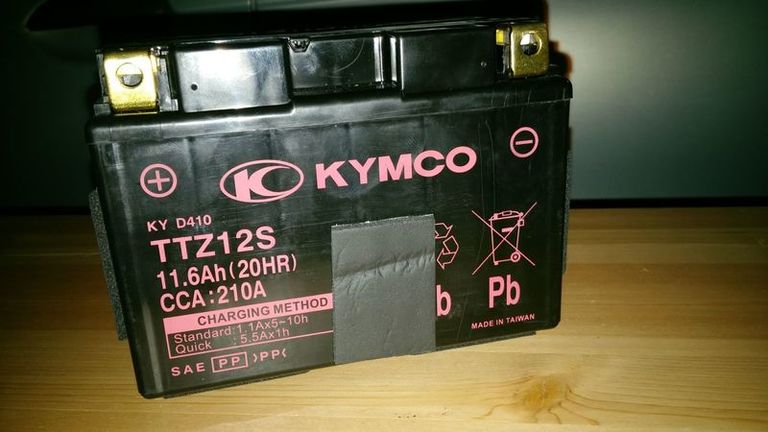 KYMCO
KY D410
TTZ12S
11.6Ah(20HR)
CCA:210A
CHARGING METHOD
Standard:1.1Ax5~10h
Quick : 5.5Ax1h
SAE PP >PP<
b Pb
MADE IN TAIWAN